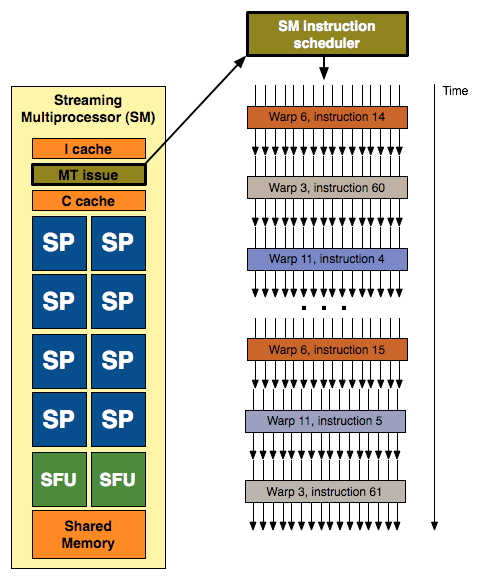 SM instruction
scheduler
Time
Streaming
Multiprocessor (SM)
I cache
MT issue
C cache
SP SP
SP SP
SP SP
SP SP
SFU SFU
Shared
Memory
Warp 6, instruction 14
Warp 3, instruction 60
Warp 11, instruction 4
. . .
Warp 6, instruction 15
Warp 11, instruction 5
Warp 3, instruction 61